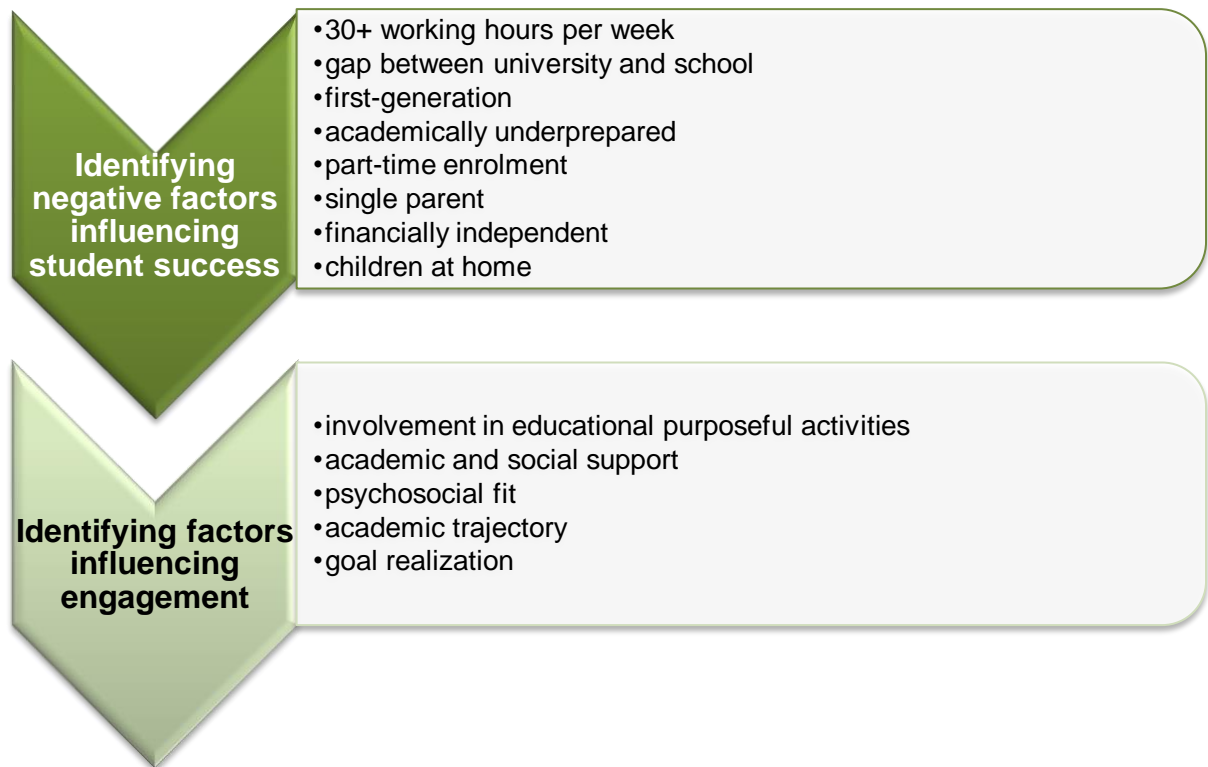 Identifying
negative factors
influencing
student success
•30+ working hours per week
•gap between university and school
•first-generation
•academically underprepared
•part-time enrolment
•single parent
•financially independent
•children at home
Identifying factors
influencing
engagement
•involvement in educational purposeful activities
•academic and social support
•psychosocial fit
•academic trajectory
•goal realization